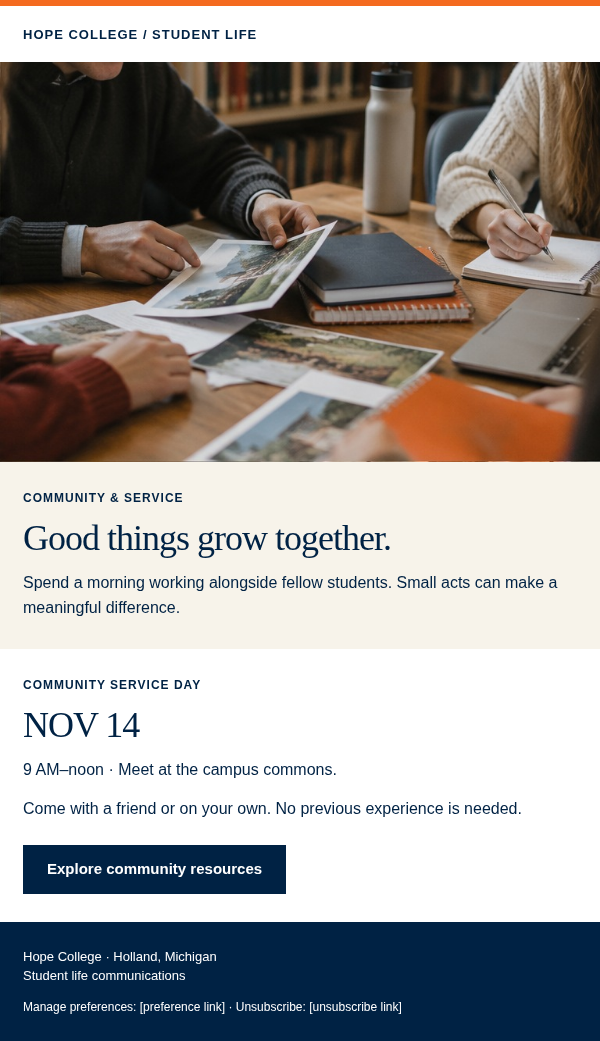 HOPE COLLEGE / STUDENT LIFE
COMMUNITY & SERVICE
Good things grow together.
Spend a morning working alongside fellow students. Small acts can make a
meaningful difference.
COMMUNITY SERVICE DAY
NOV 14
9 AM–noon · Meet at the campus commons.
Come with a friend or on your own. No previous experience is needed.
Explore community resources
Hope College · Holland, Michigan
Student life communications
Manage preferences: [preference link] · Unsubscribe: [unsubscribe link]